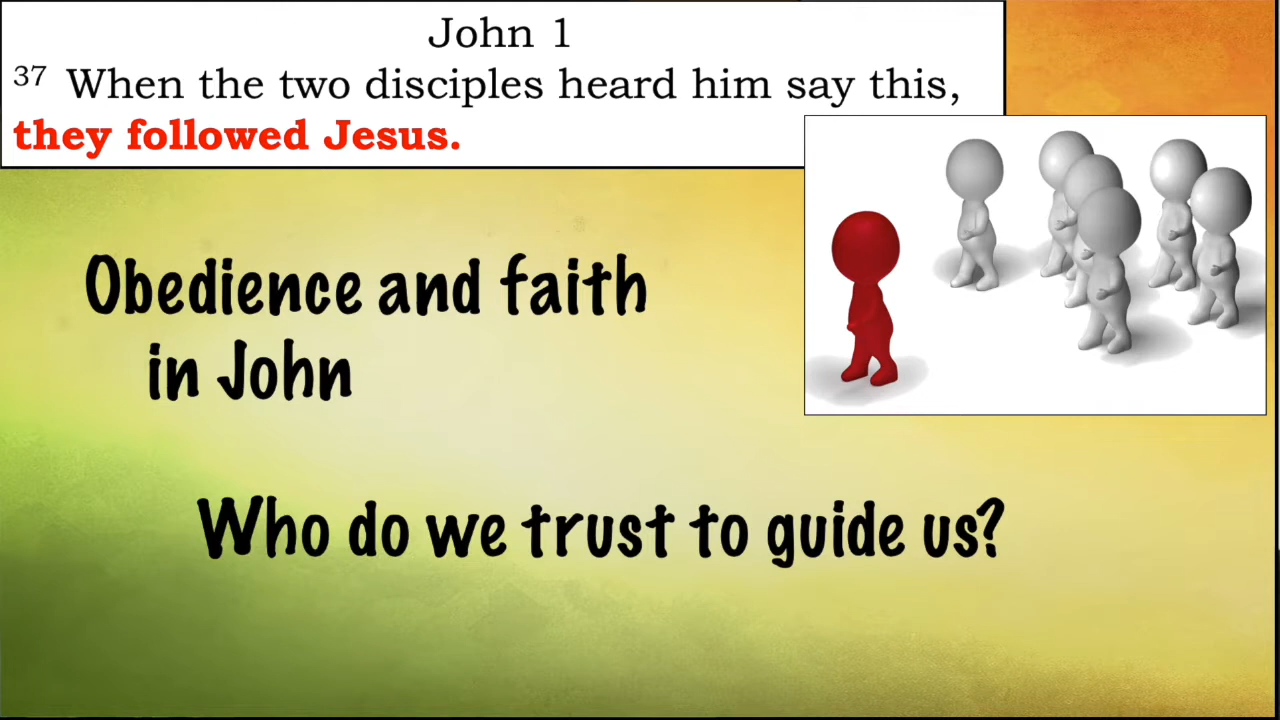 John 1
37 When the two disciples heard him say this,
they followed Jesus.
Obedience and faith
in John
Who do we trust to guide us?